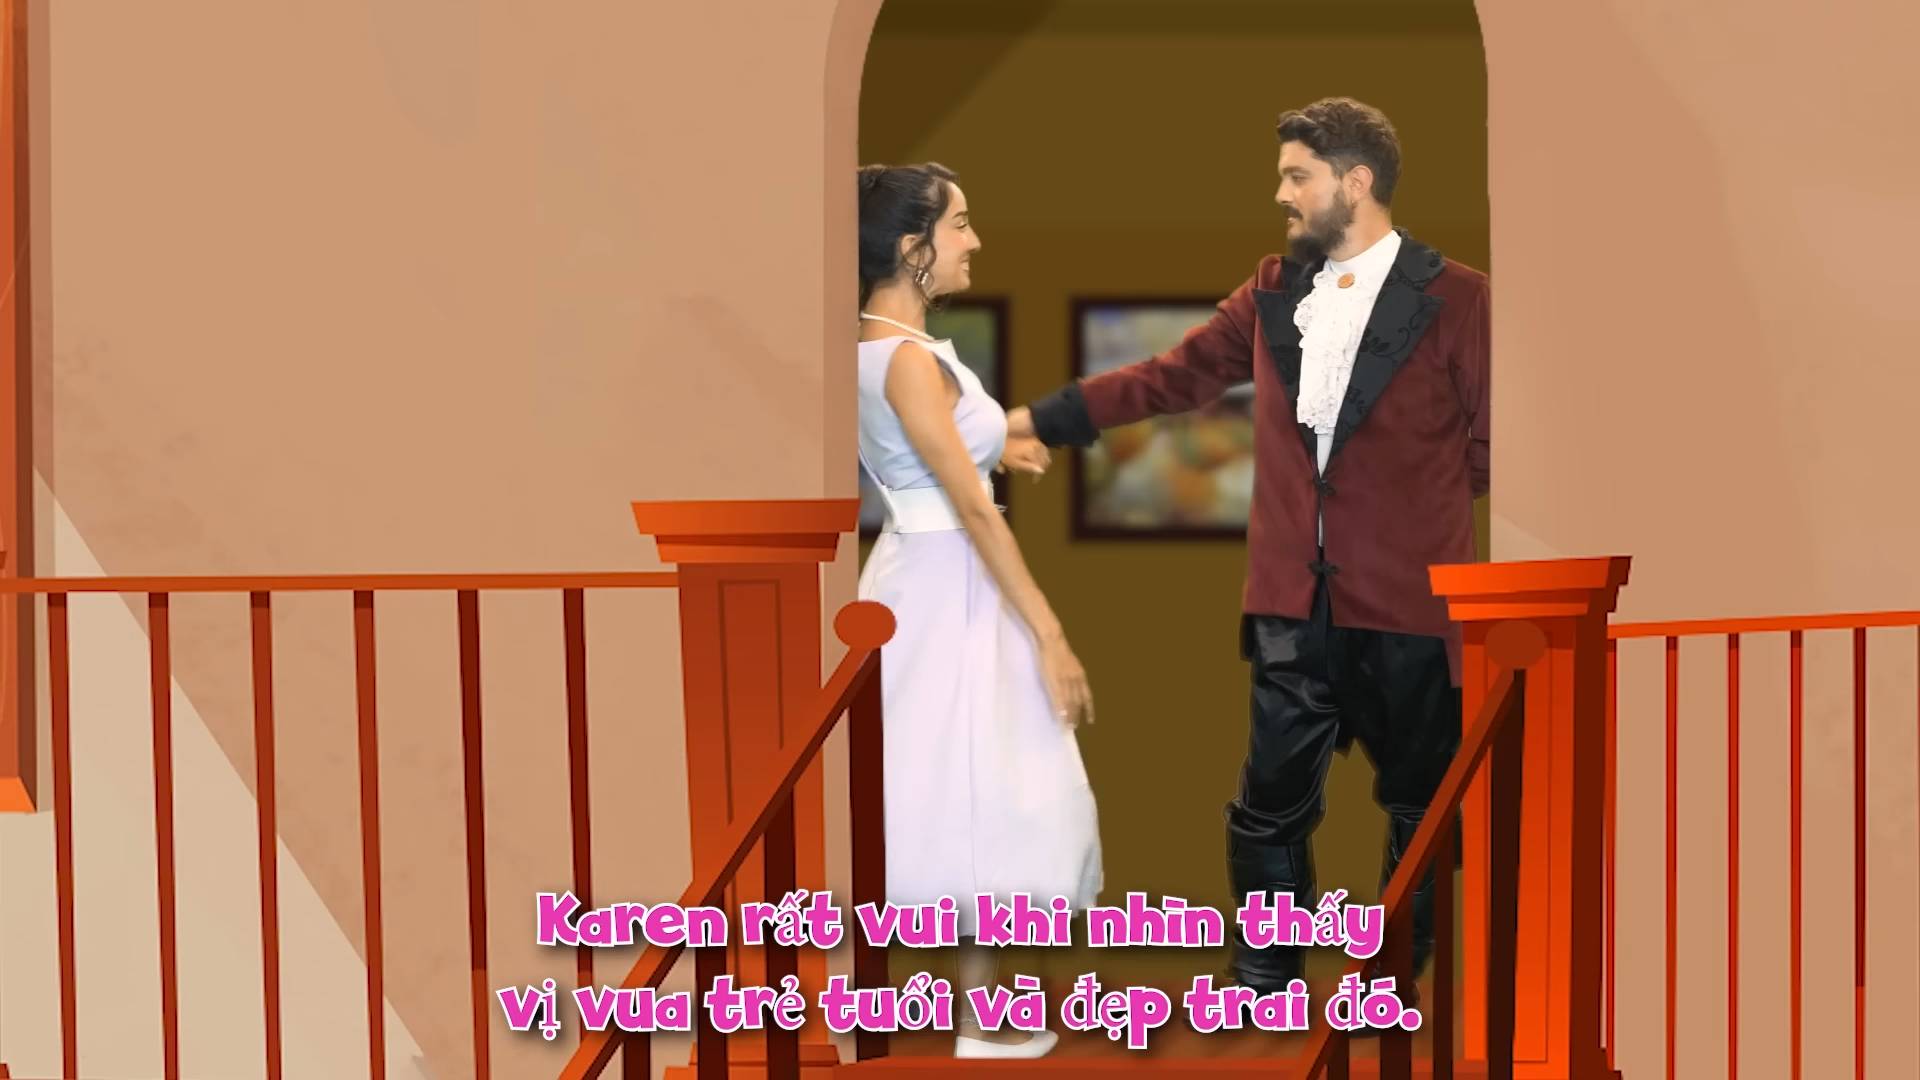 Karen rất vui khi nhìn thấy
vị vua trẻ tuổi và đẹp trai đó.